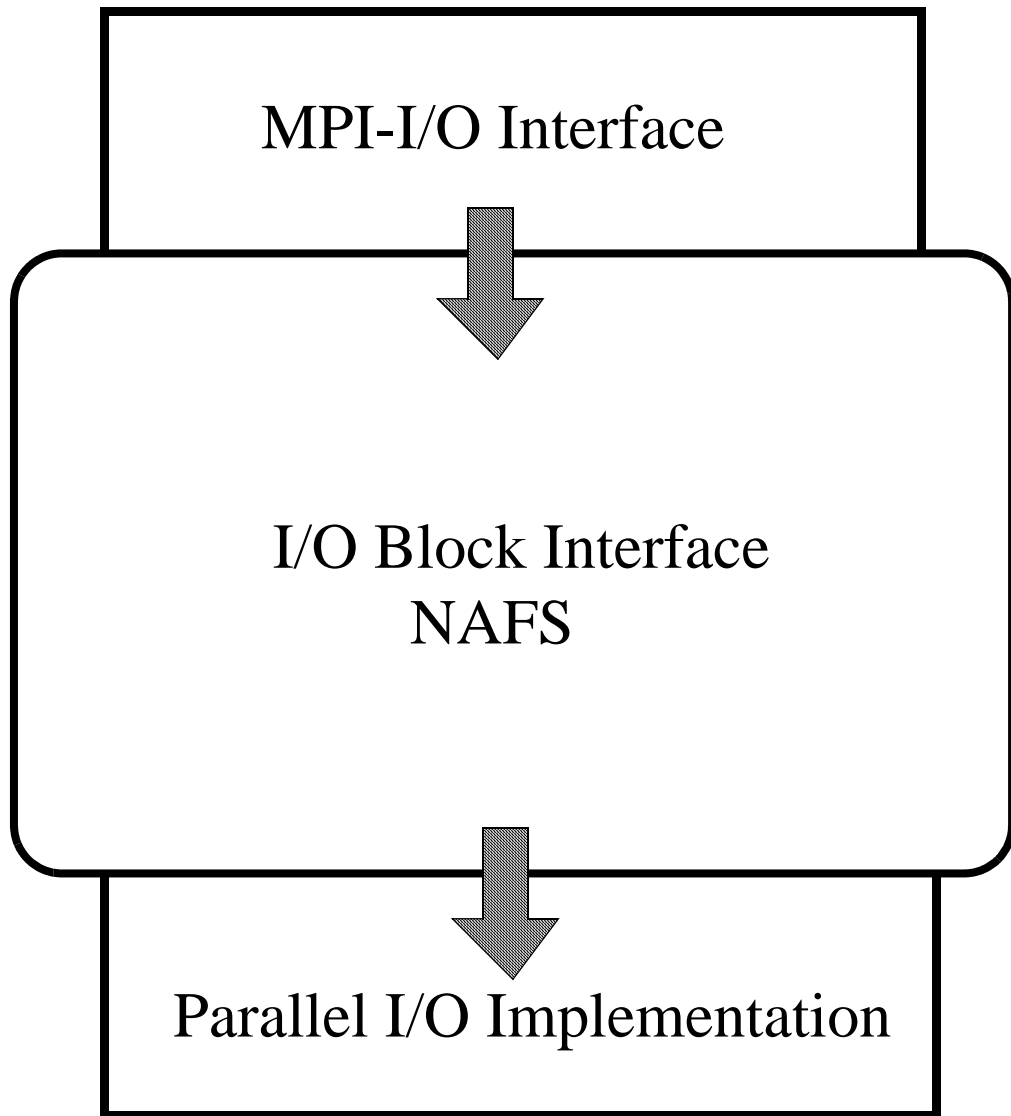 MPI-I/O Interface
I/O Block Interface
NAFS
Parallel I/O Implementation